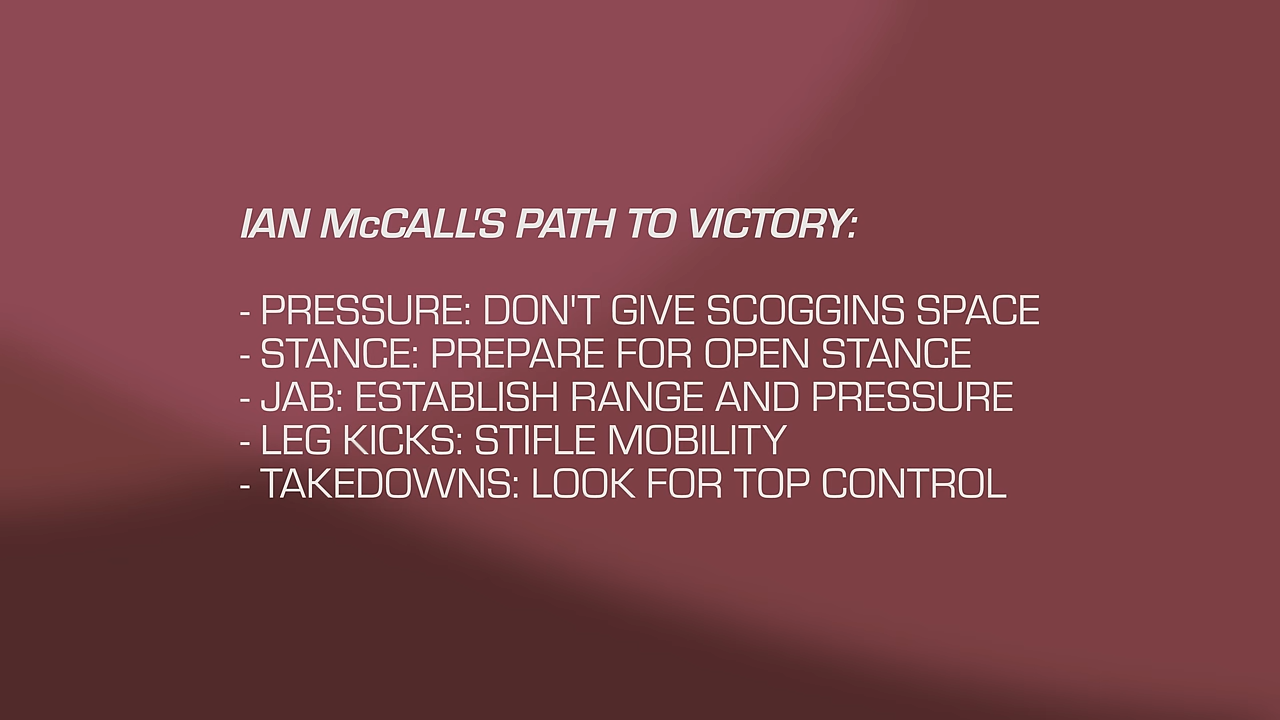 IAN McCALL'S PATH TO VICTORY:
- PRESSURE: DON'T GIVE SCOGGINS SPACE
- STANCE: PREPARE FOR OPEN STANCE
- JAB: ESTABLISH RANGE AND PRESSURE
- LEG KICKS: STIFLE MOBILITY
- TAKEDOWNS: LOOK FOR TOP CONTROL